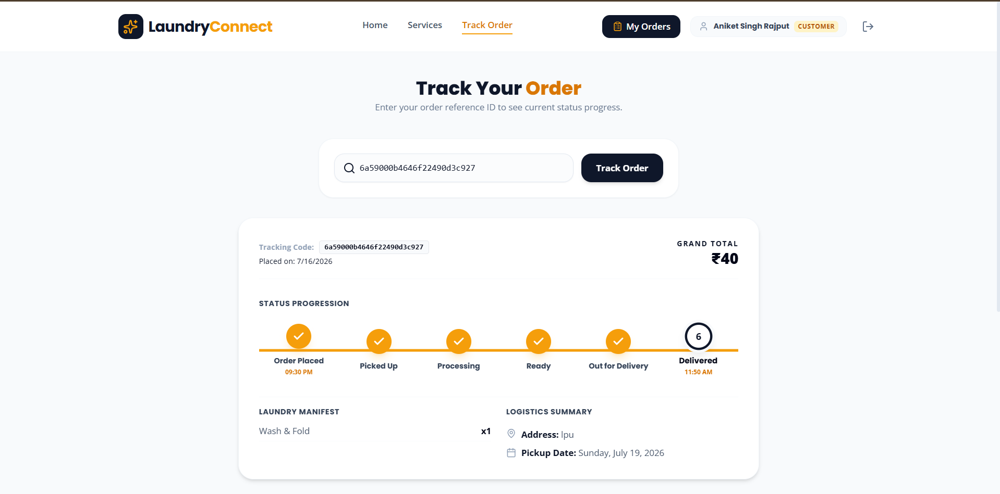 LaundryConnect
Home Services Track Order
My Orders
Aniket Singh Rajput CUSTOMER
Track Your Order
Enter your order reference ID to see current status progress.
6a59000b4646f22490d3c927
Track Order
Tracking Code: 6a59000b4646f22490d3c927
Placed on: 7/16/2026
GRAND TOTAL
₹40
STATUS PROGRESSION
6
Order Placed Picked Up Processing Ready Out for Delivery Delivered
09:30 PM 11:50 AM
LAUNDRY MANIFEST
Wash & Fold x1
LOGISTICS SUMMARY
Address: lpu
Pickup Date: Sunday, July 19, 2026